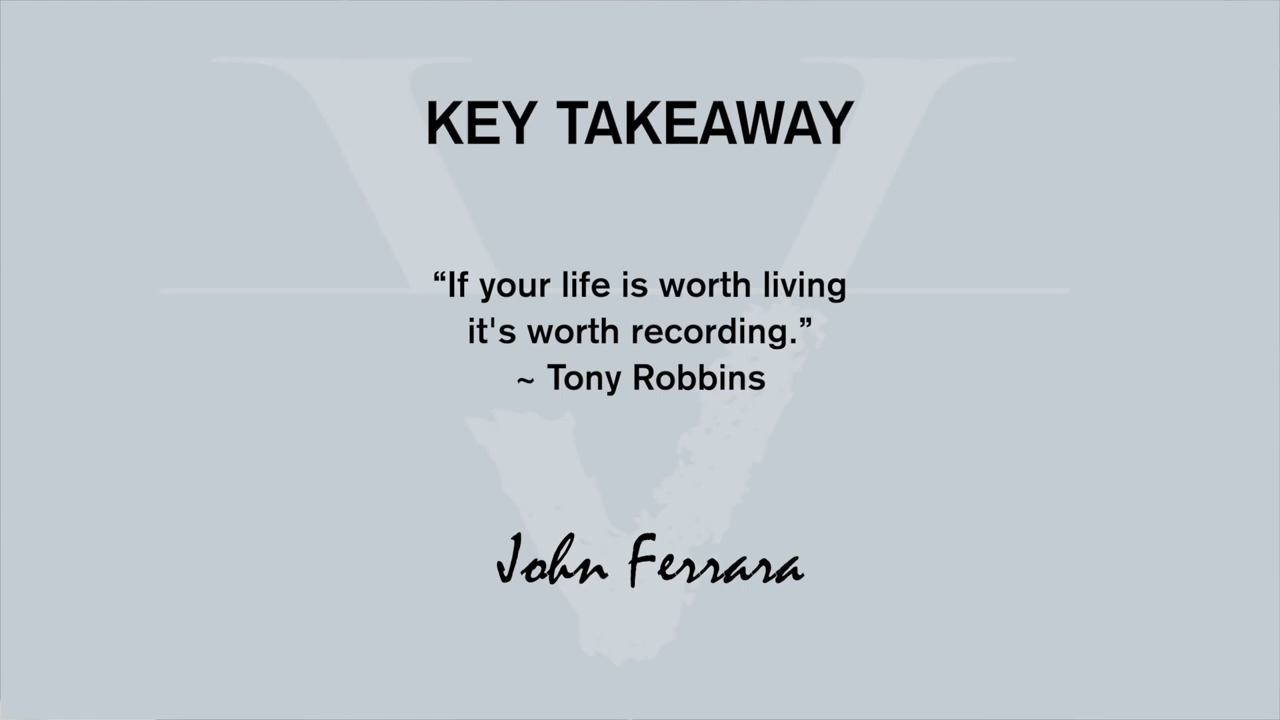 KEY TAKEAWAY
“If your life is worth living
it's worth recording.”
~ Tony Robbins
John Ferrara